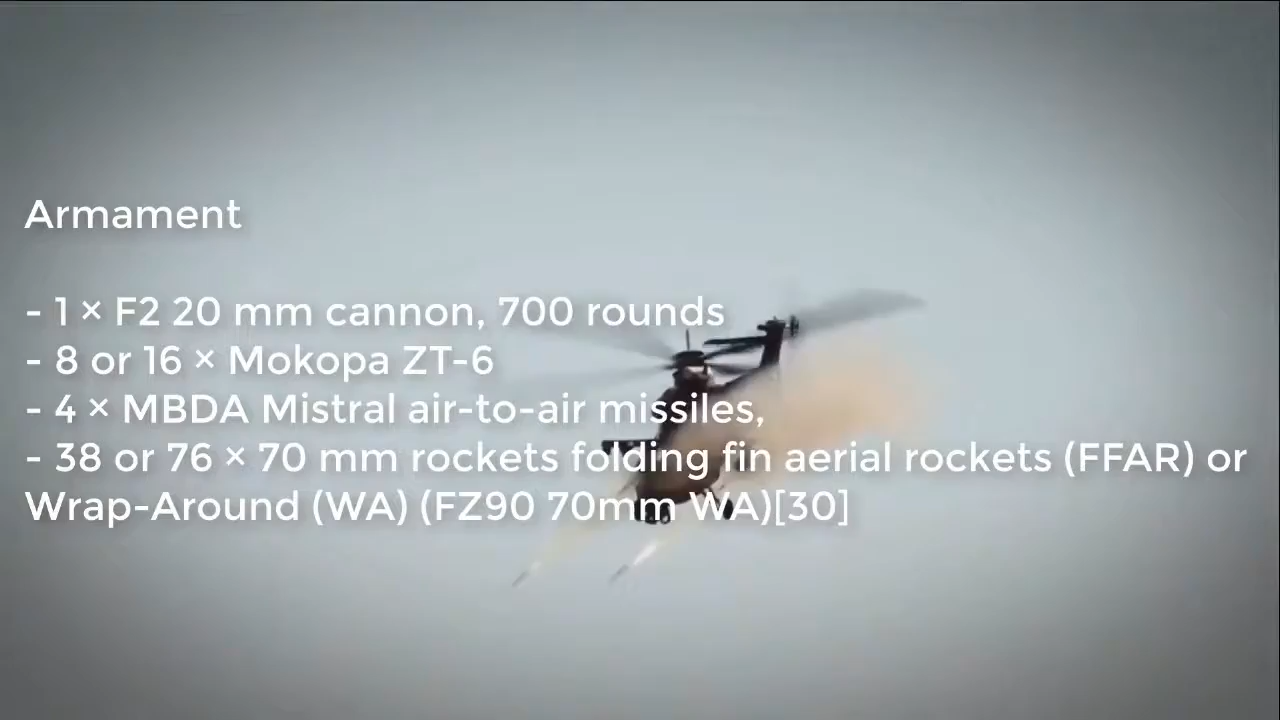 Armament
- 1 × F2 20 mm cannon, 700 rounds
- 8 or 16 × Mokopa ZT-6
- 4 × MBDA Mistral air-to-air missiles,
- 38 or 76 × 70 mm rockets folding fin aerial rockets (FFAR) or
Wrap-Around (WA) (FZ90 70mm WA)[30]